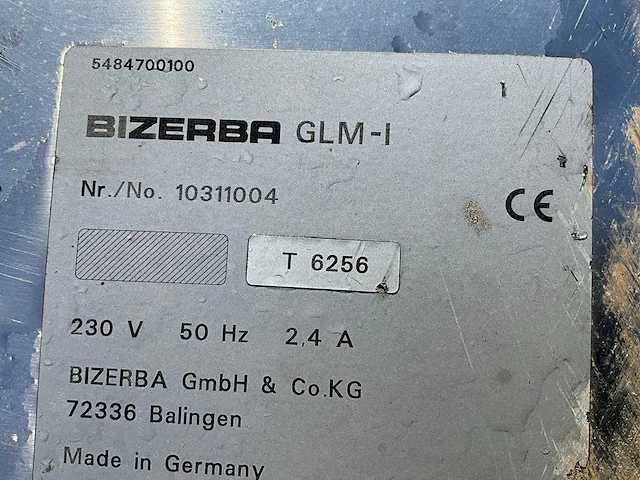 5484700100
BIZERBA GLM-I
Nr./No. 10311004
CE
T 6256
230 V 50 Hz 2,4 A
BIZERBA GmbH & Co.KG
72336 Balingen
Made in Germany